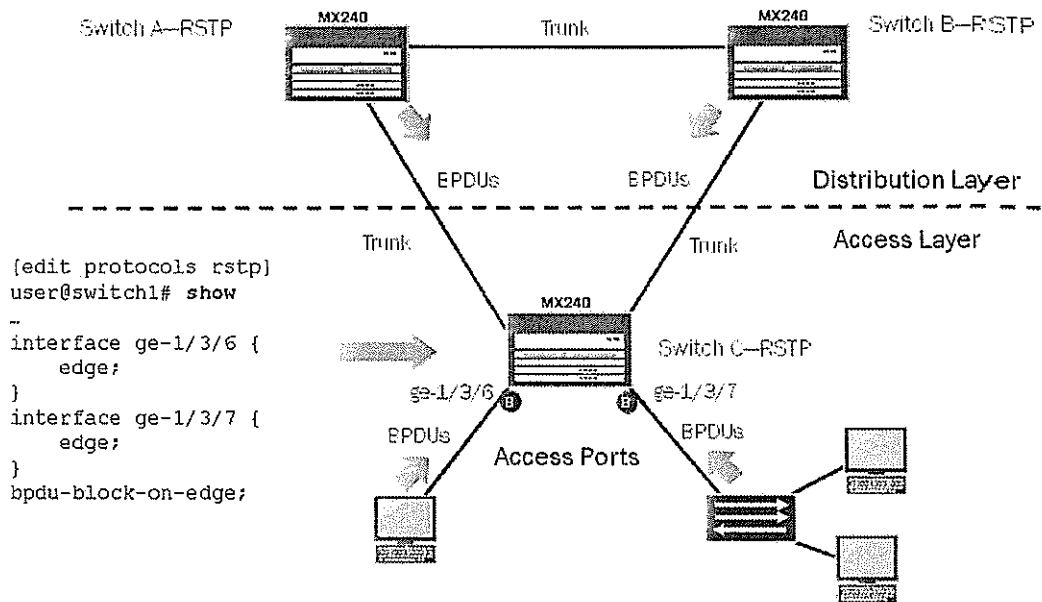 Switch A—RSTP
MX240
Trunk
MX240
Switch B—RSTP
BPDUs
BPDUs
Distribution Layer
Trunk
Trunk
Access Layer
[edit protocols rstp]
user@switch1# show
…
interface ge-1/3/6 {
    edge;
}
interface ge-1/3/7 {
    edge;
}
bpdu-block-on-edge;
MX240
Switch C—RSTP
ge-1/3/6
B
B
ge-1/3/7
BPDUs
BPDUs
Access Ports